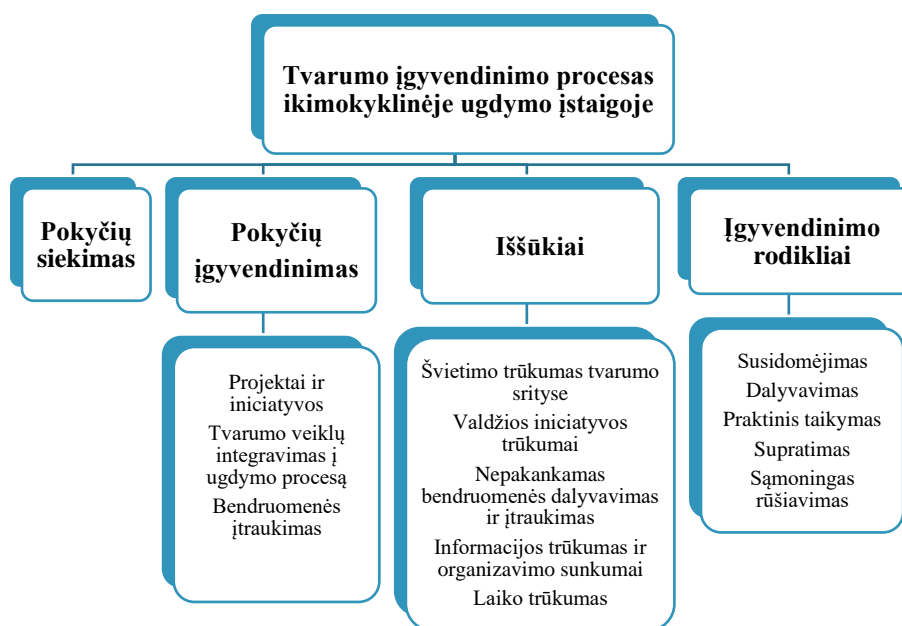 Tvarumo įgyvendinimo procesas
ikimokyklinėje ugdymo įstaigoje
Pokyčių
siekimas
Pokyčių
įgyvendinimas
Iššūkiai
Įgyvendinimo
rodikliai
Projektai ir
iniciatyvos
Tvarumo veiklų
integravimas į
ugdymo procesą
Bendruomenės
įtraukimas
Švietimo trūkumas tvarumo
srityse
Valdžios iniciatyvos
trūkumai
Nepakankamas
bendruomenės dalyvavimas
ir įtraukimas
Informacijos trūkumas ir
organizavimo sunkumai
Laiko trūkumas
Susidomėjimas
Dalyvavimas
Praktinis taikymas
Supratimas
Sąmoningas
rūšiavimas